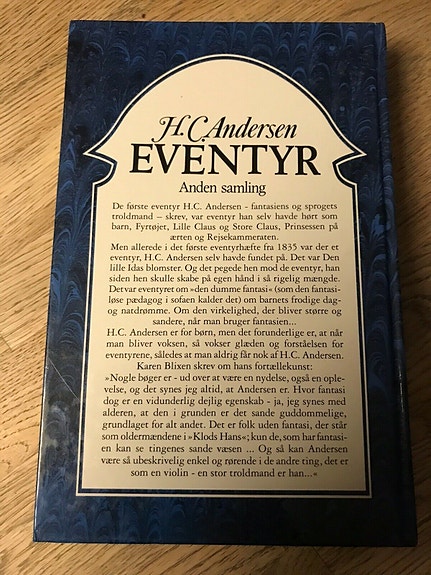 H.C. Andersen
EVENTYR
Anden samling
De første eventyr H.C. Andersen - fantasiens og sprogets
troldmand – skrev, var eventyr han selv havde hørt som
barn, Fyrtøjet, Lille Claus og Store Claus, Prinsessen på
ærten og Rejsekammeraten.
Men allerede i det første eventyrhæfte fra 1835 var der et
eventyr, H.C. Andersen selv havde fundet på. Det var Den
lille Idas blomster. Og det pegede hen mod de eventyr, han
siden hen skulle skabe på egen hånd i så rigelig mængde.
Det var eventyret om »den dumme fantasi« (som den fantasi-
løse pædagog i sofaen kalder det) om barnets frodige dag-
og natdrømme. Om den virkelighed, der bliver større og
sandere, når man bruger fantasien...
H.C. Andersen er for børn, men det forunderlige er, at når
man bliver voksen, så vokser glæden og forståelsen for
eventyrene, således at man aldrig får nok af H.C. Andersen.
Karen Blixen skrev om hans fortællekunst:
»Nogle bøger er - ud over at være en nydelse, også en ople-
velse, og det synes jeg altid, at Andersen er. Hvor fantasi
dog er en vidunderlig dejlig egenskab - ja, jeg synes med
alderen, at den i grunden er det sande guddommelige,
grundlaget for alt andet. Det er folk uden fantasi, der står
som oldermændene i »Klods Hans«; kun de, som har fantasi-
en kan se tingenes sande væsen ... Og så kan Andersen
være så ubeskrivelig enkel og rørende i de andre ting, det er
som en violin - en stor troldmand er han...«